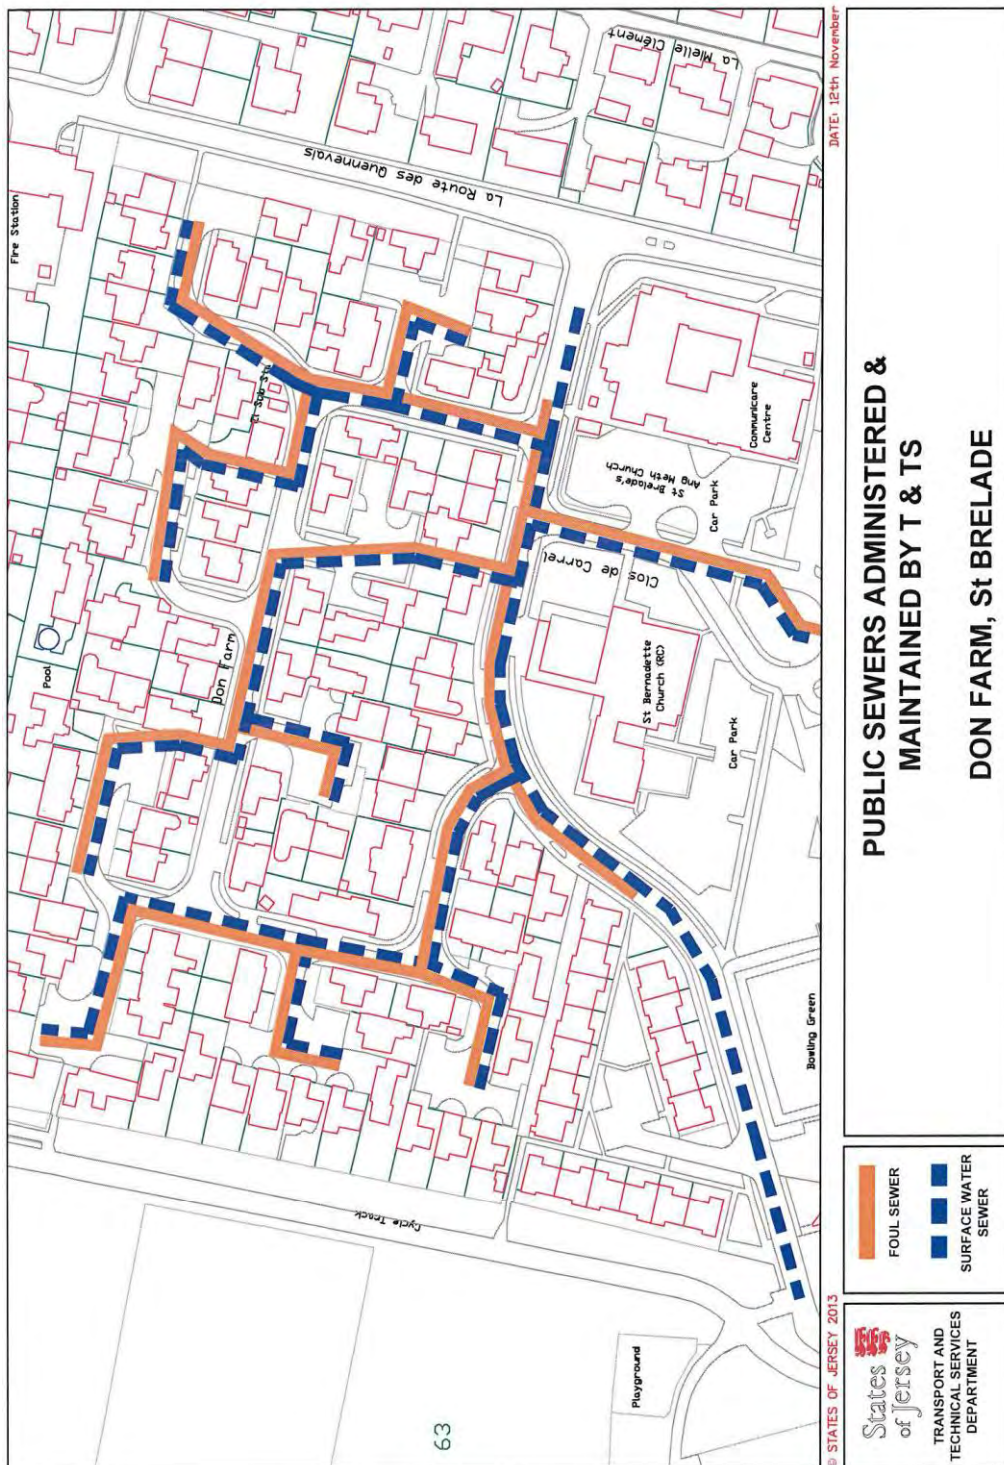 Fire Station
La Mielle Clément
La Route des Quennevais
El Sub Sta
Pool
Don Farm
Communicare
Centre
St Brelade's
Ang Meth Church
Car Park
Clos de Carrel
St Bernadette
Church (RC)
Car Park
Bowling Green
Cycle Track
Playground
63
© STATES OF JERSEY 2013
DATE: 12th November
PUBLIC SEWERS ADMINISTERED &
MAINTAINED BY T & TS
DON FARM, St BRELADE
FOUL SEWER
SURFACE WATER
SEWER
States
of Jersey
TRANSPORT AND
TECHNICAL SERVICES
DEPARTMENT